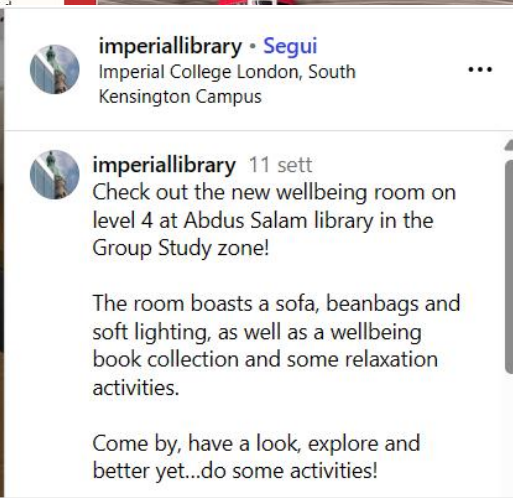 imperiallibrary • Segui
Imperial College London, South
Kensington Campus
imperiallibrary 11 sett
Check out the new wellbeing room on
level 4 at Abdus Salam library in the
Group Study zone!
The room boasts a sofa, beanbags and
soft lighting, as well as a wellbeing
book collection and some relaxation
activities.
Come by, have a look, explore and
better yet...do some activities!